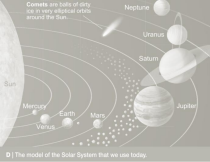 Comets are balls of dirty
ice in very elliptical orbits
around the Sun.
Neptune
Uranus
Saturn
Sun
Jupiter
Mercury
Venus
Earth
Mars
D | The model of the Solar System that we use today.